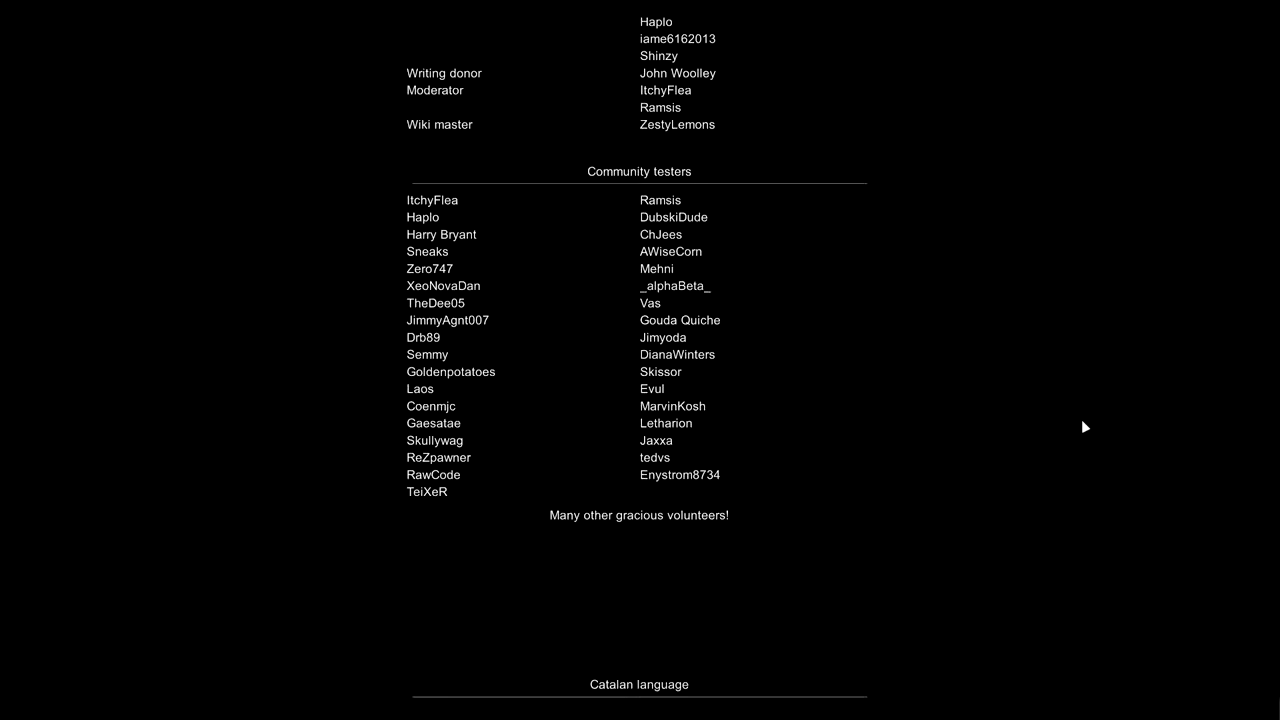 Haplo
iame6162013
Shinzy
Writing donor John Woolley
Moderator ItchyFlea
Ramsis
Wiki master ZestyLemons
Community testers
ItchyFlea Ramsis
Haplo DubskiDude
Harry Bryant ChJees
Sneaks AWiseCorn
Zero747 Mehni
XeoNovaDan _alphaBeta_
TheDee05 Vas
JimmyAgnt007 Gouda Quiche
Drb89 Jimyoda
Semmy DianaWinters
Goldenpotatoes Skissor
Laos Evul
Coenmjc MarvinKosh
Gaesatae Letharion
Skullywag Jaxxa
ReZpawner tedvs
RawCode Enystrom8734
TeiXeR
Many other gracious volunteers!
Catalan language